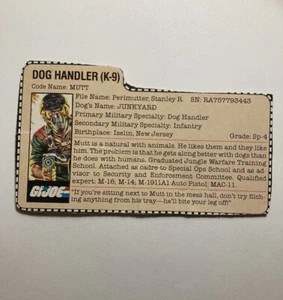 DOG HANDLER (K-9)
Code Name: MUTT
File Name: Perlmutter, Stanley R. SN: RA757793443
Dog's Name: JUNKYARD
Primary Military Specialty: Dog Handler
Secondary Military Specialty: Infantry
Birthplace: Iselin, New Jersey Grade: Sp-4
Mutt is a natural with animals. He likes them and they like
him. The problem is that he gets along better with dogs than
he does with humans. Graduated Jungle Warfare Training
School. Attached as cadre to Special Ops School and as ad-
visor to Security and Enforcement Committee. Qualified
expert: M-16, M-14, M-1911A1 Auto Pistol; MAC-11.
GI JOE
"If you're sitting next to Mutt in the mess hall, don't try filch-
ing anything from his tray—he'll bite your leg off!"